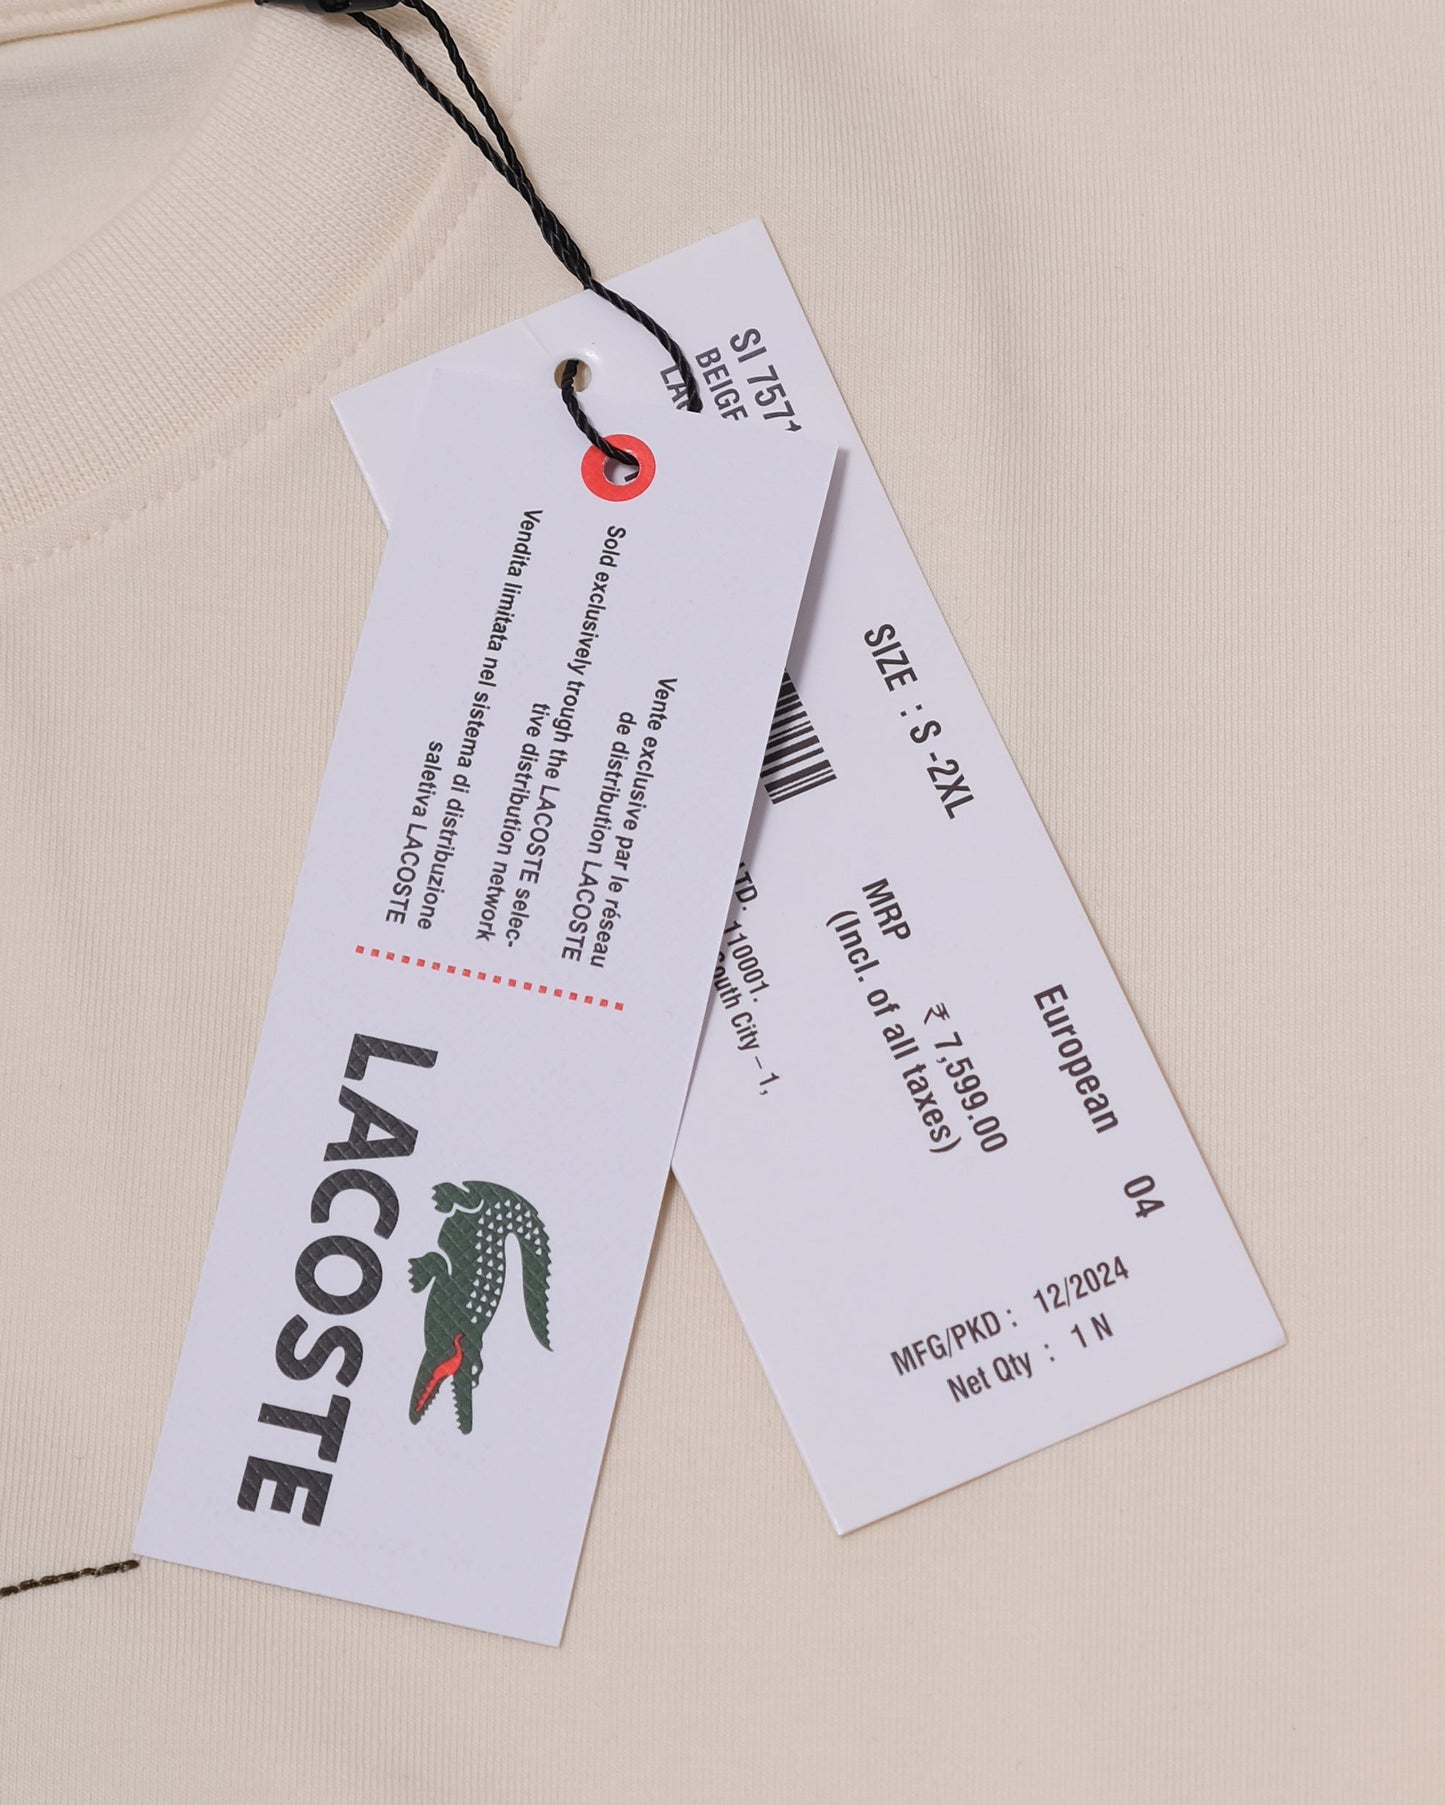 Vente exclusive par le réseau
de distribution LACOSTE
Sold exclusively trough the LACOSTE selec-
tive distribution network
Vendita limitata nel sistema di distribuzione
saletiva LACOSTE
LACOSTE
SI 7571
BEIGE
SIZE : S -2XL
European 04
MRP ₹ 7,599.00
(Incl. of all taxes)
LTD.
110001.
South City – 1,
MFG/PKD : 12/2024
Net Qty : 1 N